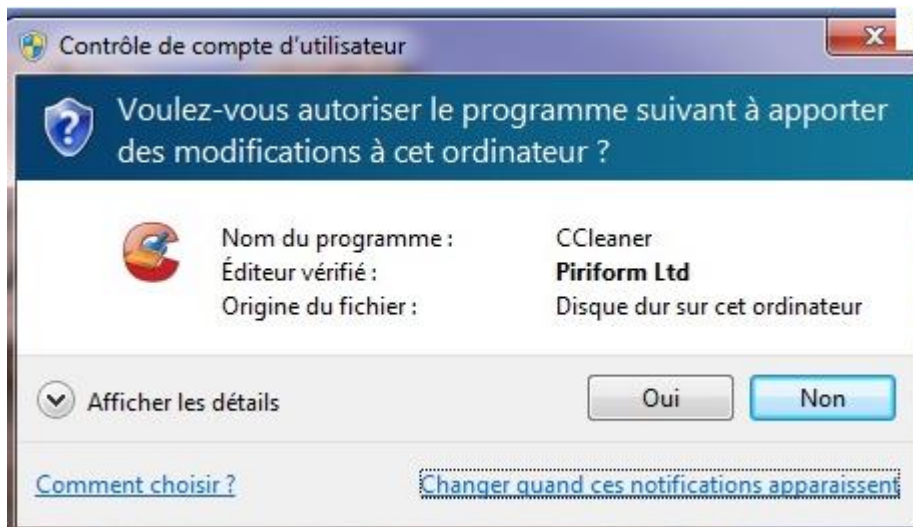 Contrôle de compte d'utilisateur
Voulez-vous autoriser le programme suivant à apporter
des modifications à cet ordinateur ?
Nom du programme : CCleaner
Éditeur vérifié : Piriform Ltd
Origine du fichier : Disque dur sur cet ordinateur
Afficher les détails Oui Non
Comment choisir ? Changer quand ces notifications apparaissent